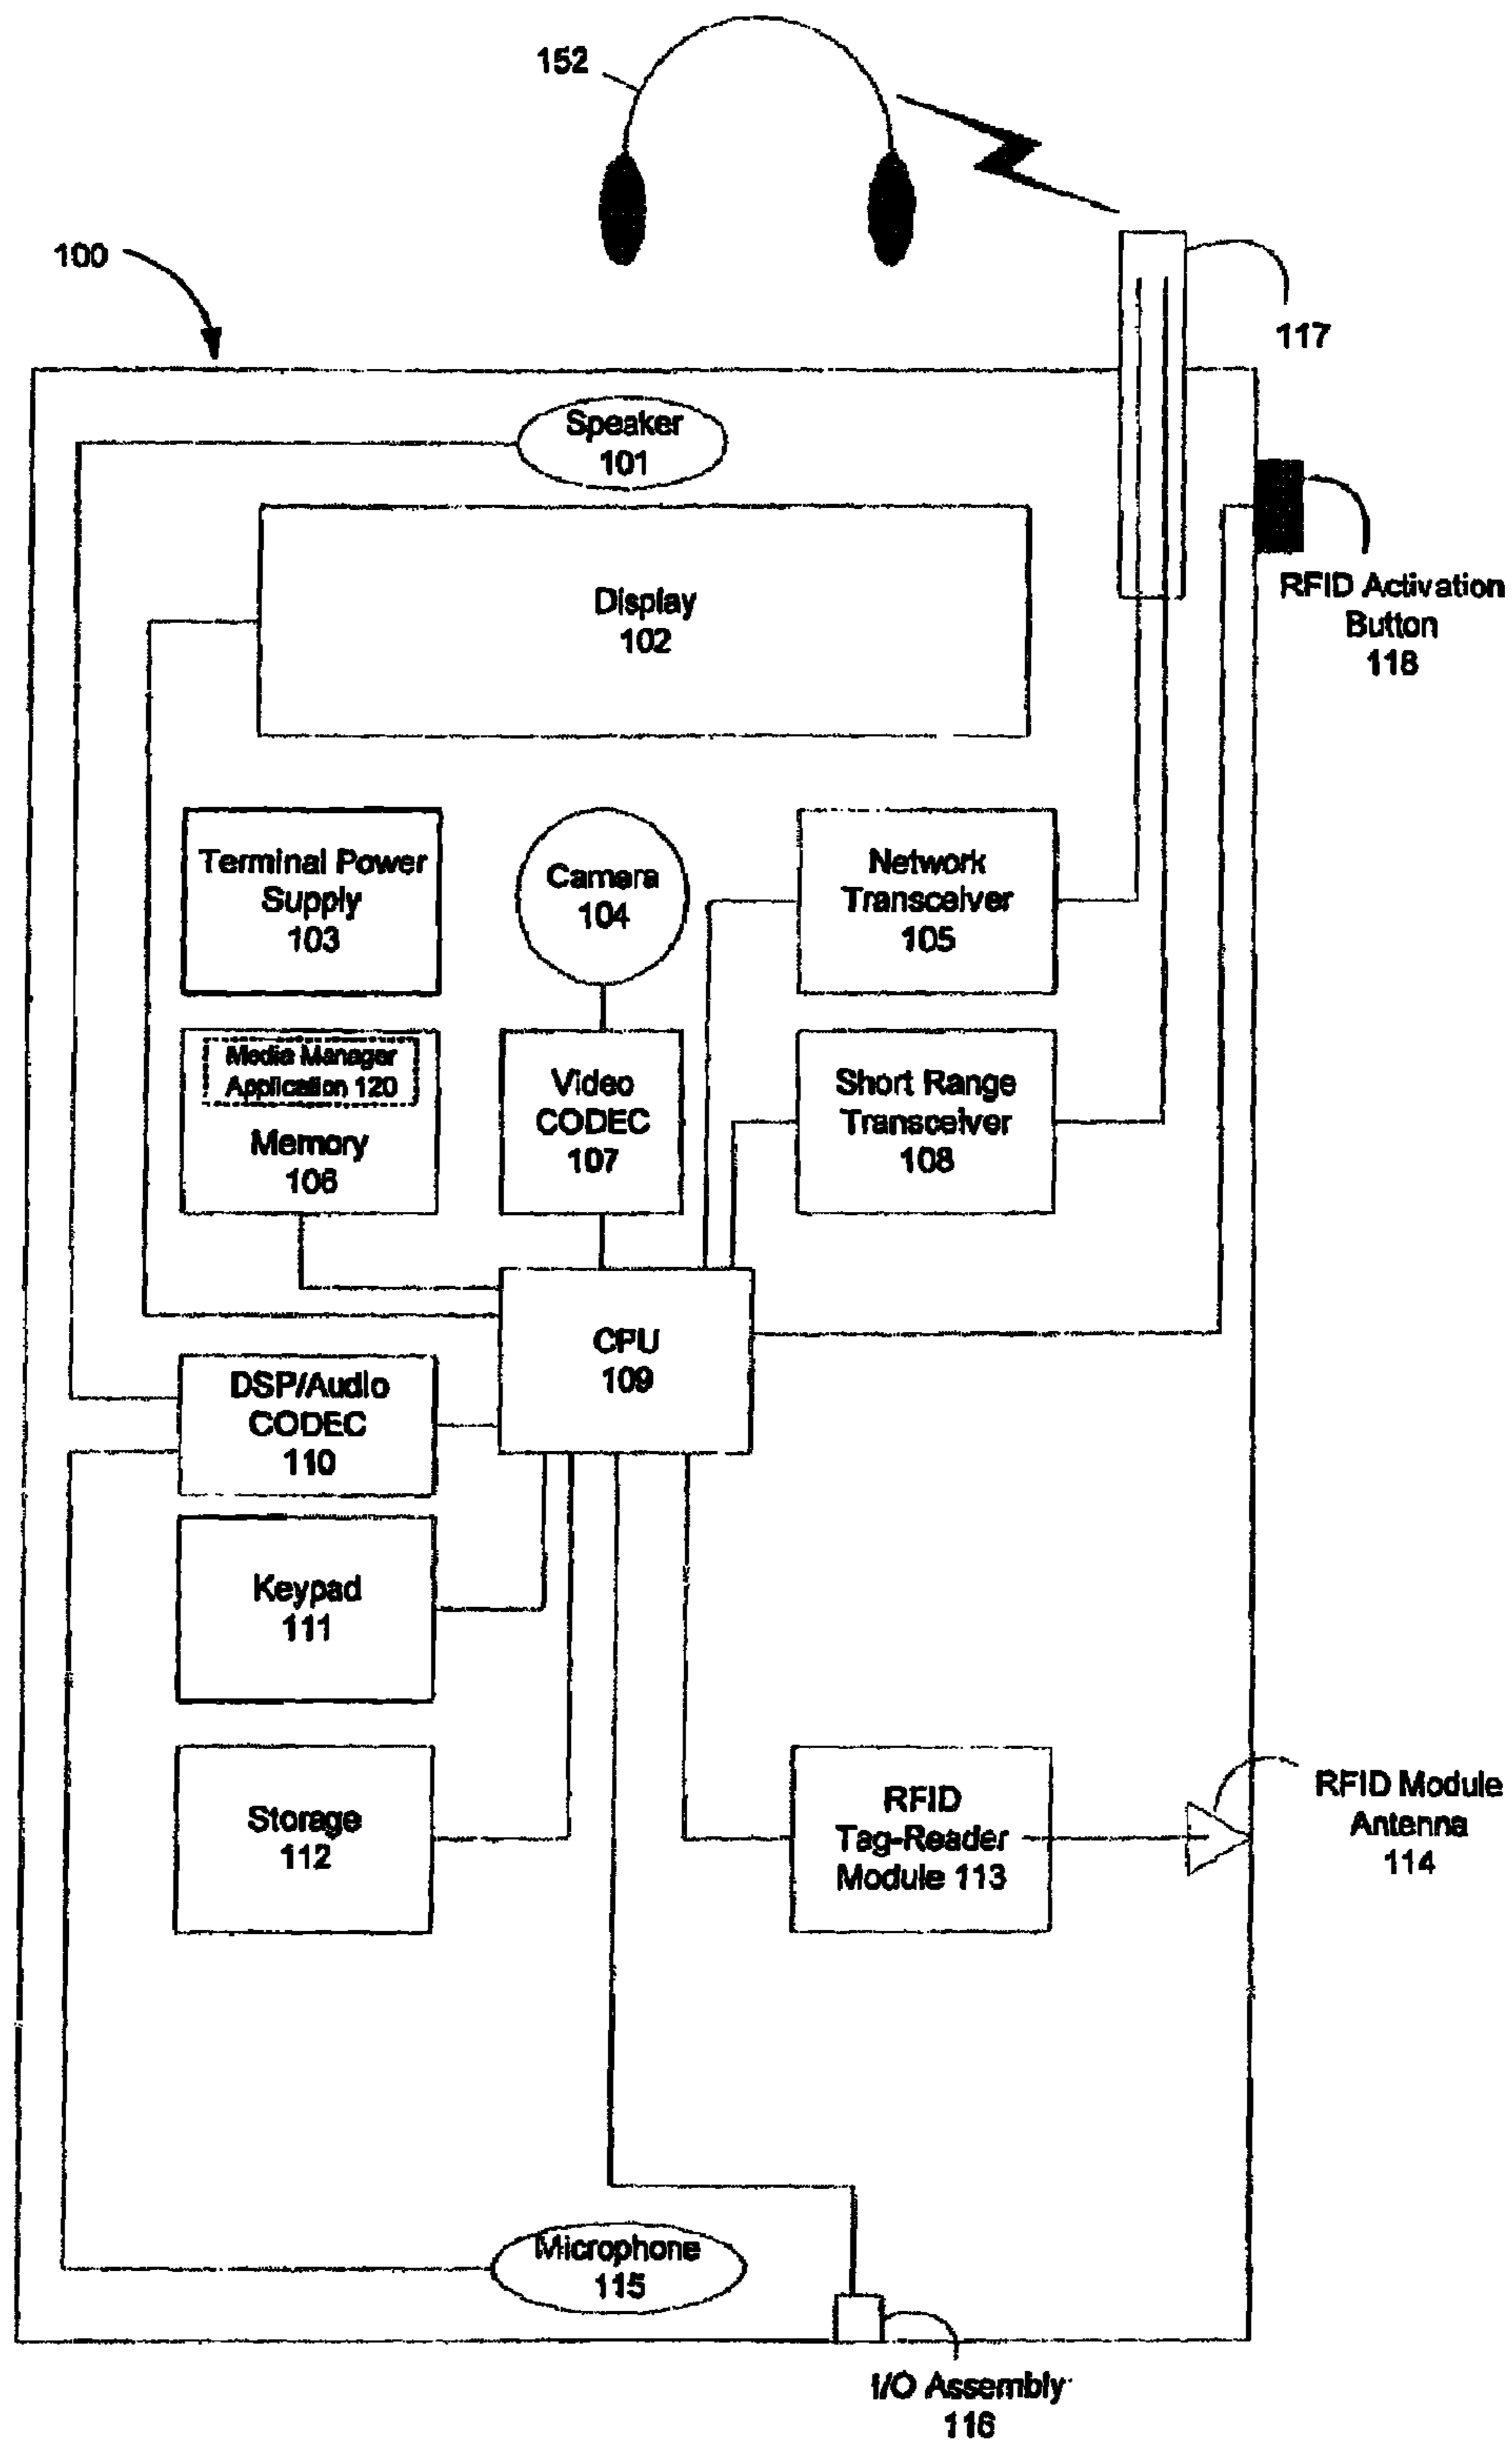 152
100
117
Speaker
101
Display
102
RFID Activation
Button
118
Terminal Power
Supply
103
Camera
104
Network
Transceiver
105
Media Manager
Application 120
Memory
106
Video
CODEC
107
Short Range
Transceiver
108
CPU
109
DSP/Audio
CODEC
110
Keypad
111
Storage
112
RFID
Tag-Reader
Module 113
RFID Module
Antenna
114
Microphone
115
I/O Assembly
116